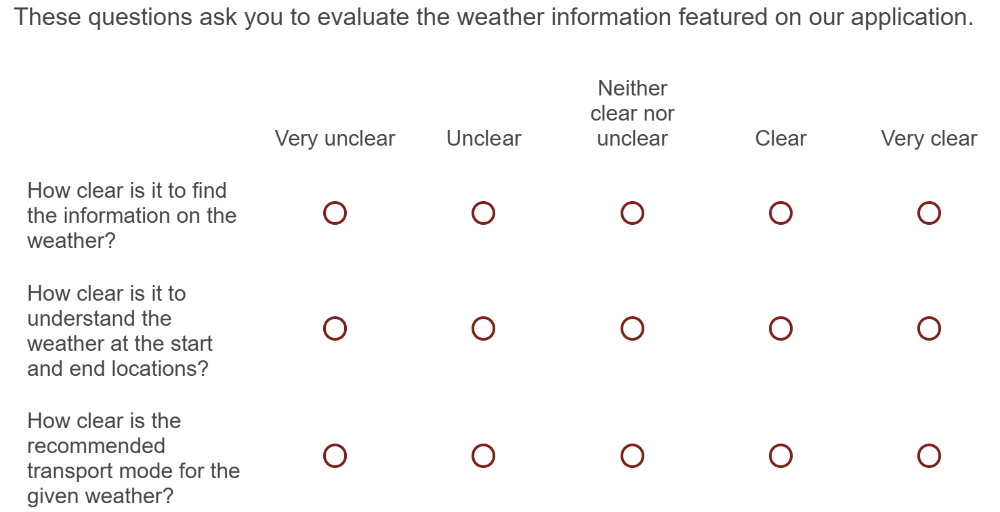 These questions ask you to evaluate the weather information featured on our application.
Neither
clear nor
Very unclear Unclear unclear Clear Very clear
How clear is it to find
the information on the
weather?
How clear is it to
understand the
weather at the start
and end locations?
How clear is the
recommended
transport mode for the
given weather?